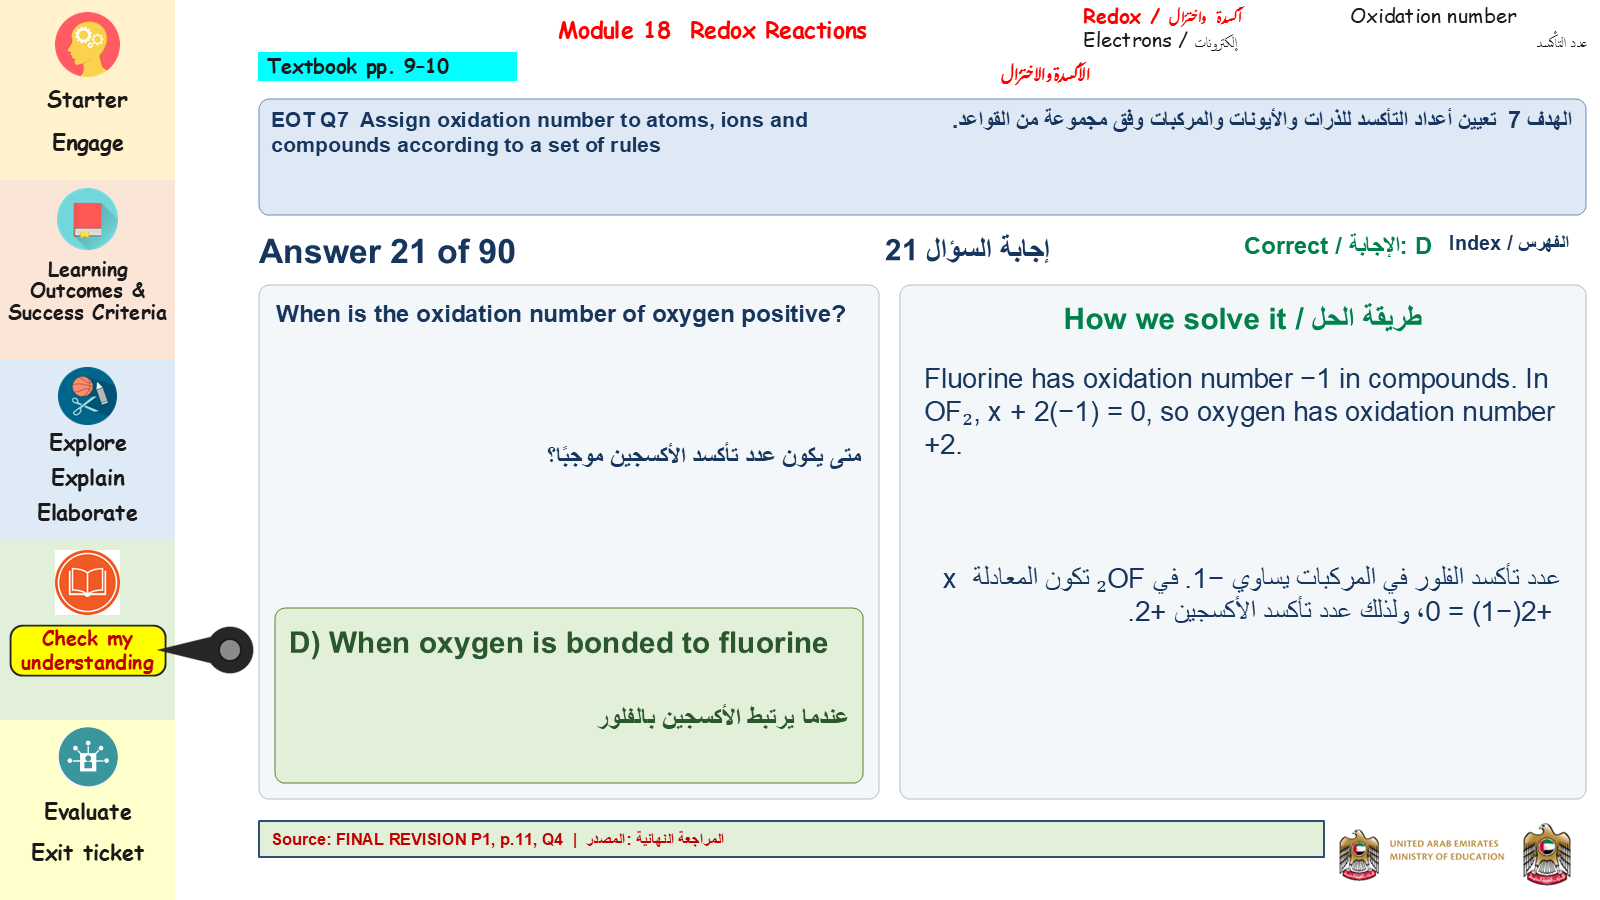 Starter
Engage
Learning
Outcomes &
Success Criteria
Explore
Explain
Elaborate
Check my
understanding
Evaluate
Exit ticket
Module 18 Redox Reactions
Redox / أكسدة واختزال
Electrons / إلكترونات
Oxidation number
عدد التأكسد
Textbook pp. 9–10
الأكسدة والاختزال
EOT Q7 Assign oxidation number to atoms, ions and
compounds according to a set of rules
الهدف 7 تعيين أعداد التأكسد للذرات والأيونات والمركبات وفق مجموعة من القواعد.
Answer 21 of 90
إجابة السؤال 21
Correct / الإجابة: D
Index / الفهرس
When is the oxidation number of oxygen positive?
متى يكون عدد تأكسد الأكسجين موجبًا؟
D) When oxygen is bonded to fluorine
عندما يرتبط الأكسجين بالفلور
How we solve it / طريقة الحل
Fluorine has oxidation number −1 in compounds. In
OF₂, x + 2(−1) = 0, so oxygen has oxidation number
+2.
عدد تأكسد الفلور في المركبات يساوي −1. في OF₂ تكون المعادلة x
+2(−1) = 0، ولذلك عدد تأكسد الأكسجين +2.
Source: FINAL REVISION P1, p.11, Q4 | المراجعة النهائية :المصدر
UNITED ARAB EMIRATES
MINISTRY OF EDUCATION